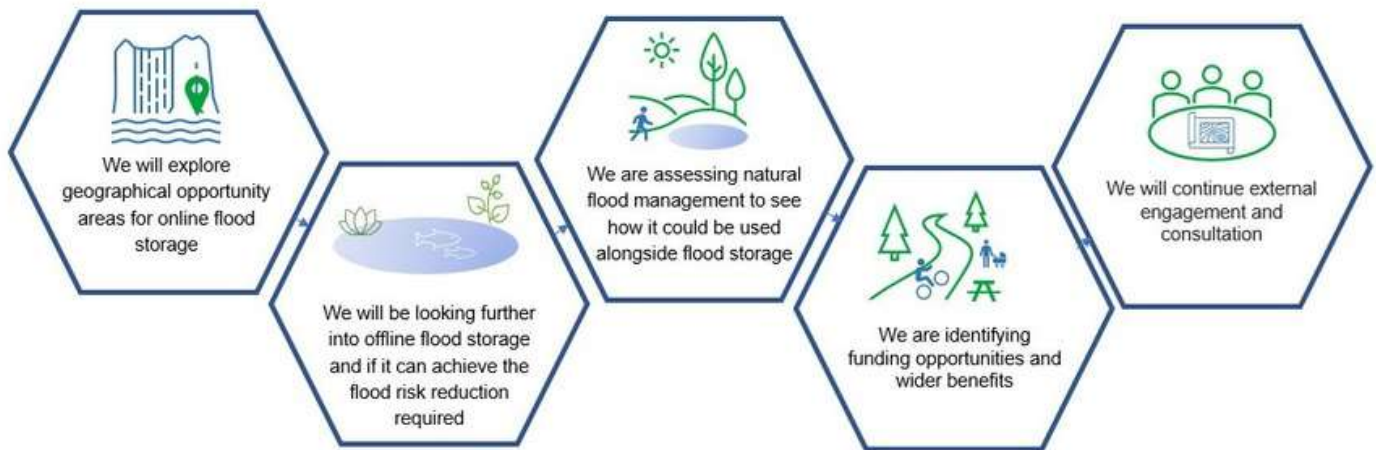 We will explore
geographical opportunity
areas for online flood
storage
We will be looking further
into offline flood storage
and if it can achieve the
flood risk reduction
required
We are assessing natural
flood management to see
how it could be used
alongside flood storage
We are identifying
funding opportunities and
wider benefits
We will continue external
engagement and
consultation